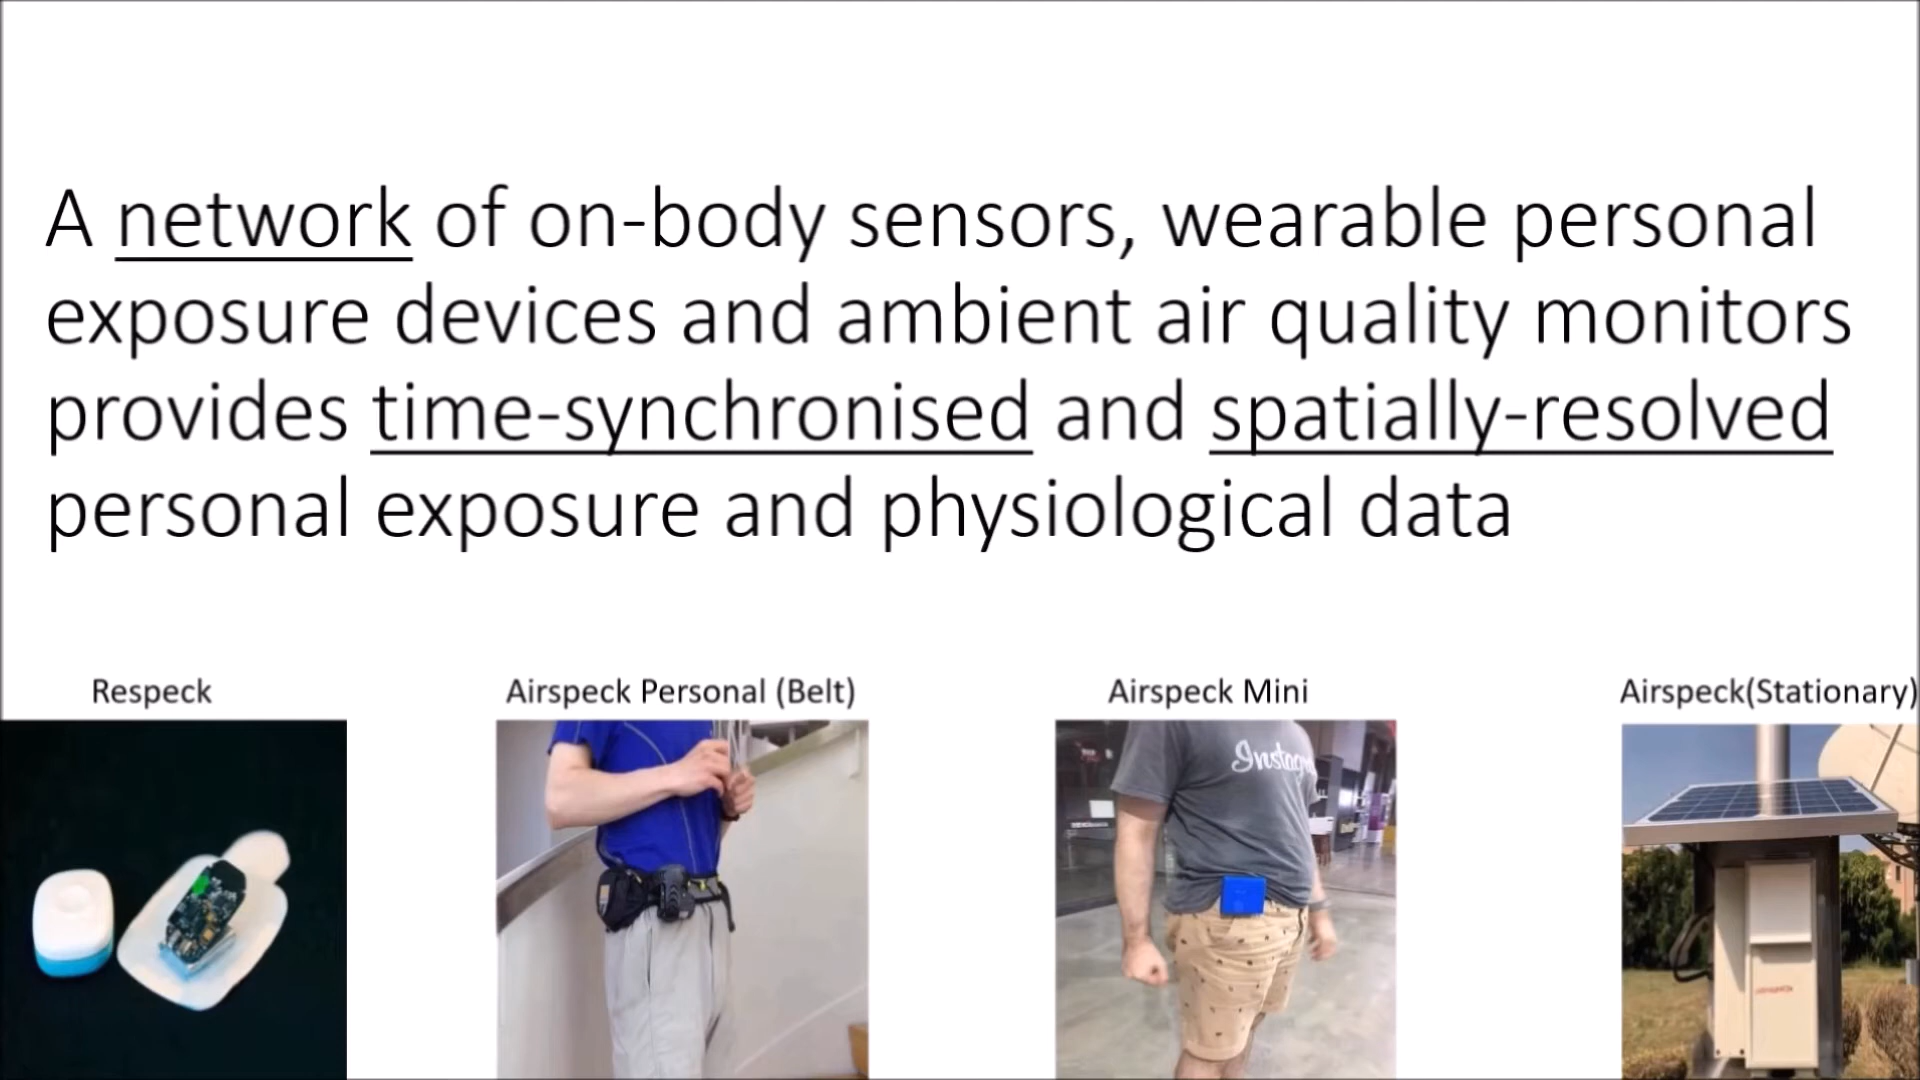 A network of on-body sensors, wearable personal
exposure devices and ambient air quality monitors
provides time-synchronised and spatially-resolved
personal exposure and physiological data
Respeck
Airspeck Personal (Belt)
Airspeck Mini
Airspeck(Stationary)